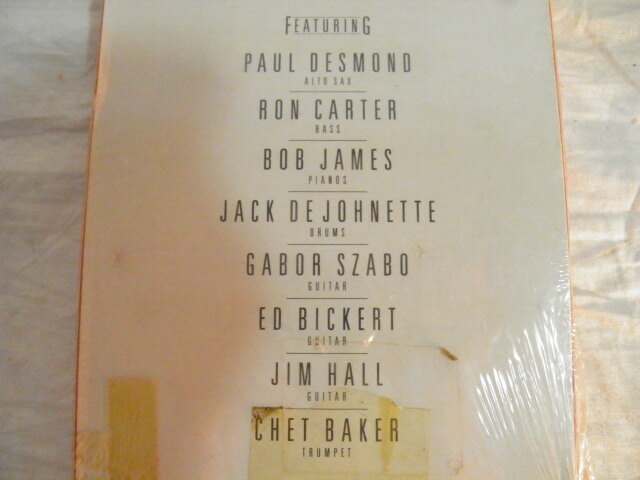 FEATURING
PAUL DESMOND
ALTO SAX
RON CARTER
BASS
BOB JAMES
PIANOS
JACK DEJOHNETTE
DRUMS
GABOR SZABO
GUITAR
ED BICKERT
GUITAR
JIM HALL
GUITAR
CHET BAKER
TRUMPET